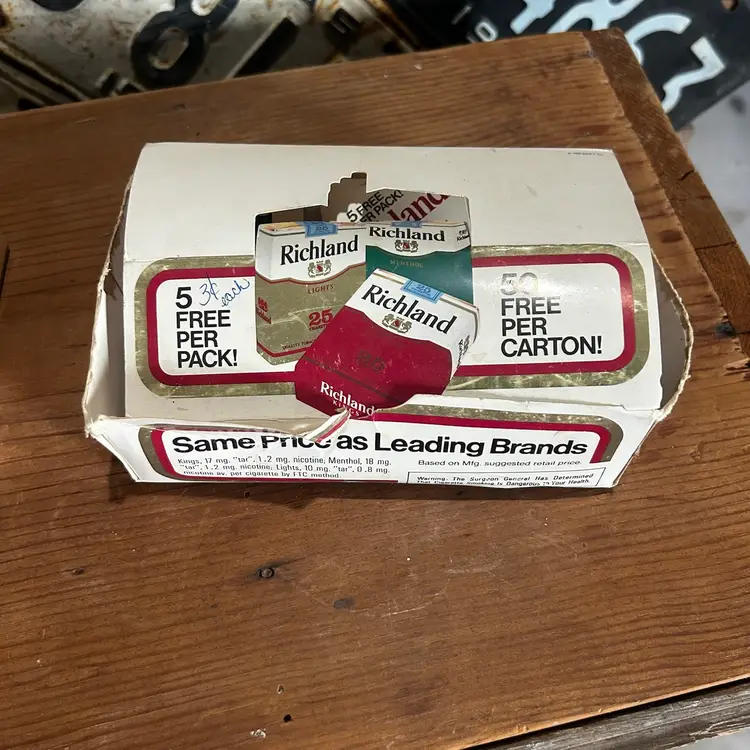 5 FREE
PER PACK!
Richland
LIGHTS
25
Richland
MENTHOL
Richland
25
Richland
KINGS
5
FREE
PER
PACK!
3¢
each
50
FREE
PER
CARTON!
Same Price as Leading Brands
Kings, 17 mg. "tar", 1.2 mg. nicotine, Menthol, 18 mg.
"tar", 1.2 mg. nicotine, Lights, 10 mg. "tar", 0.8 mg.
nicotine av. per cigarette by FTC method.
Based on Mfg. suggested retail price.
Warning: The Surgeon General Has Determined
That Cigarette Smoking Is Dangerous to Your Health.